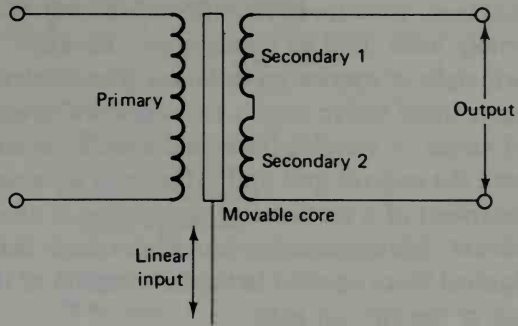 Secondary 1
Primary
Output
Secondary 2
Movable core
Linear
input